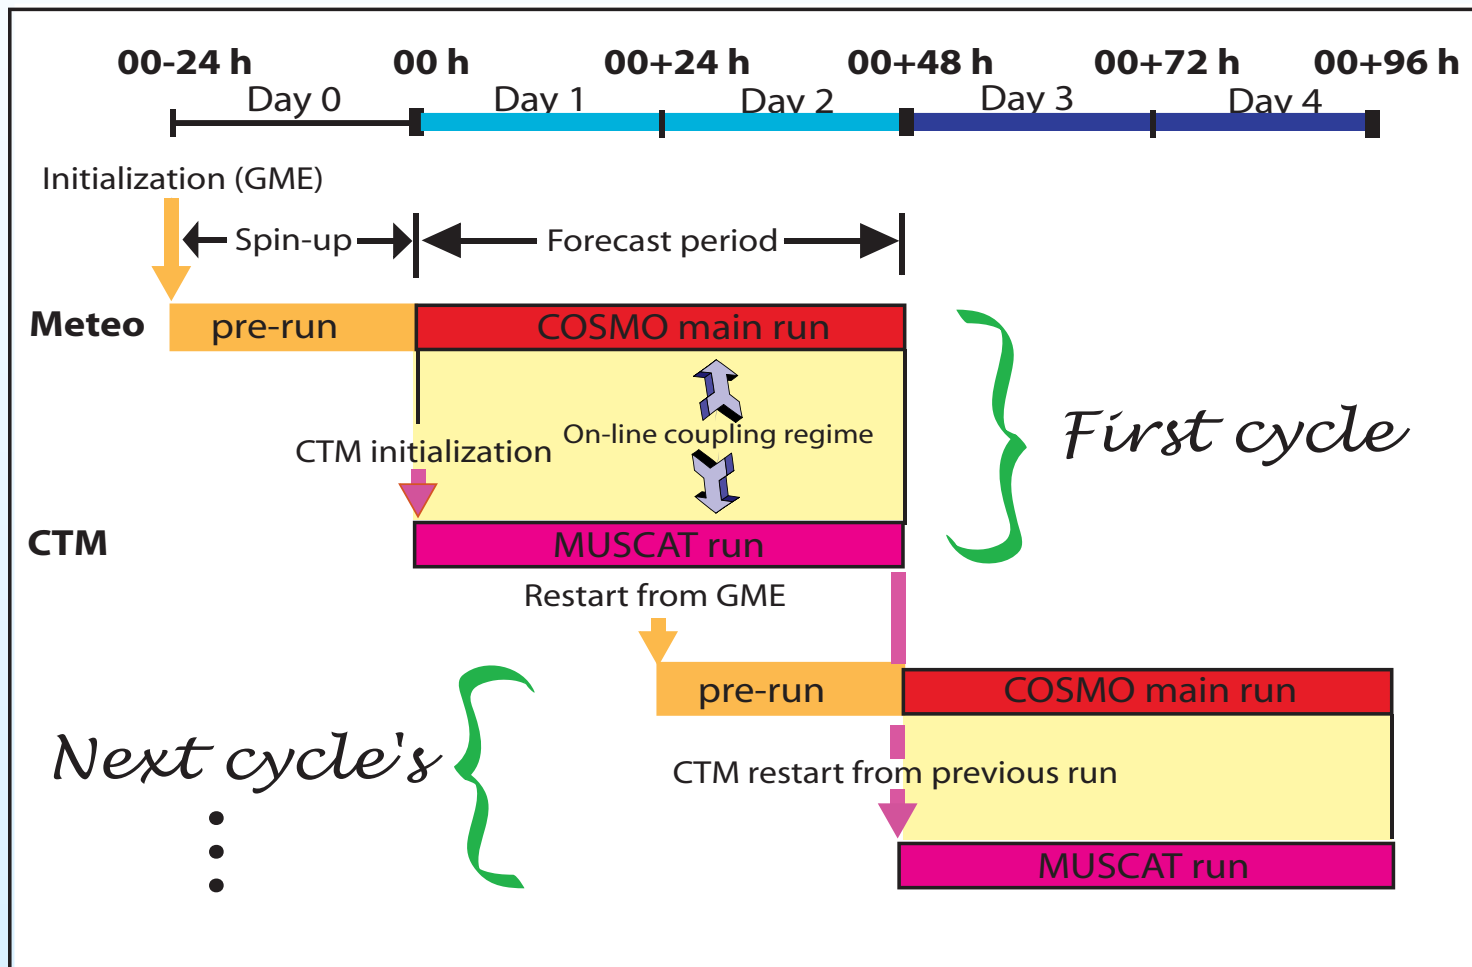 00-24 h 00 h 00+24 h 00+48 h 00+72 h 00+96 h
Day 0 Day 1 Day 2 Day 3 Day 4
Initialization (GME)
Spin-up Forecast period
Meteo pre-run COSMO main run
On-line coupling regime
CTM initialization
First cycle
CTM MUSCAT run
Restart from GME
pre-run COSMO main run
Next cycle's
CTM restart from previous run
MUSCAT run